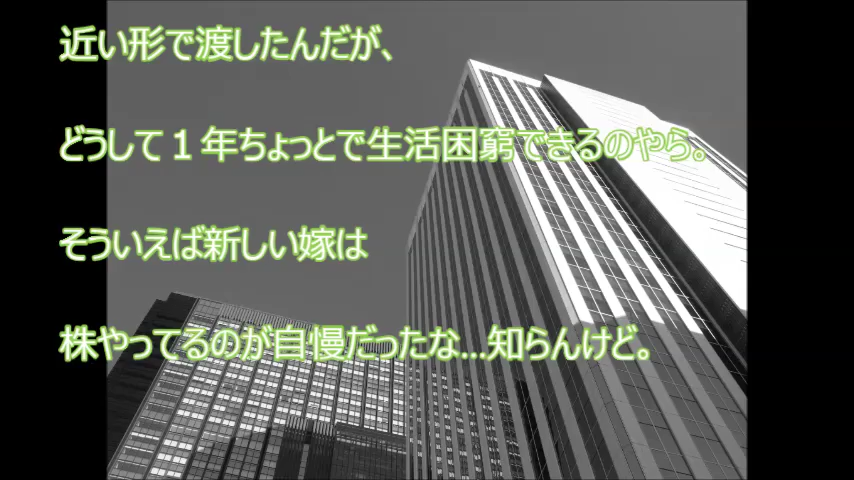 近い形で渡したんだが、
どうして１年ちょっとで生活困窮できるのやら。
そういえば新しい嫁は
株やってるのが自慢だったな…知らんけど。